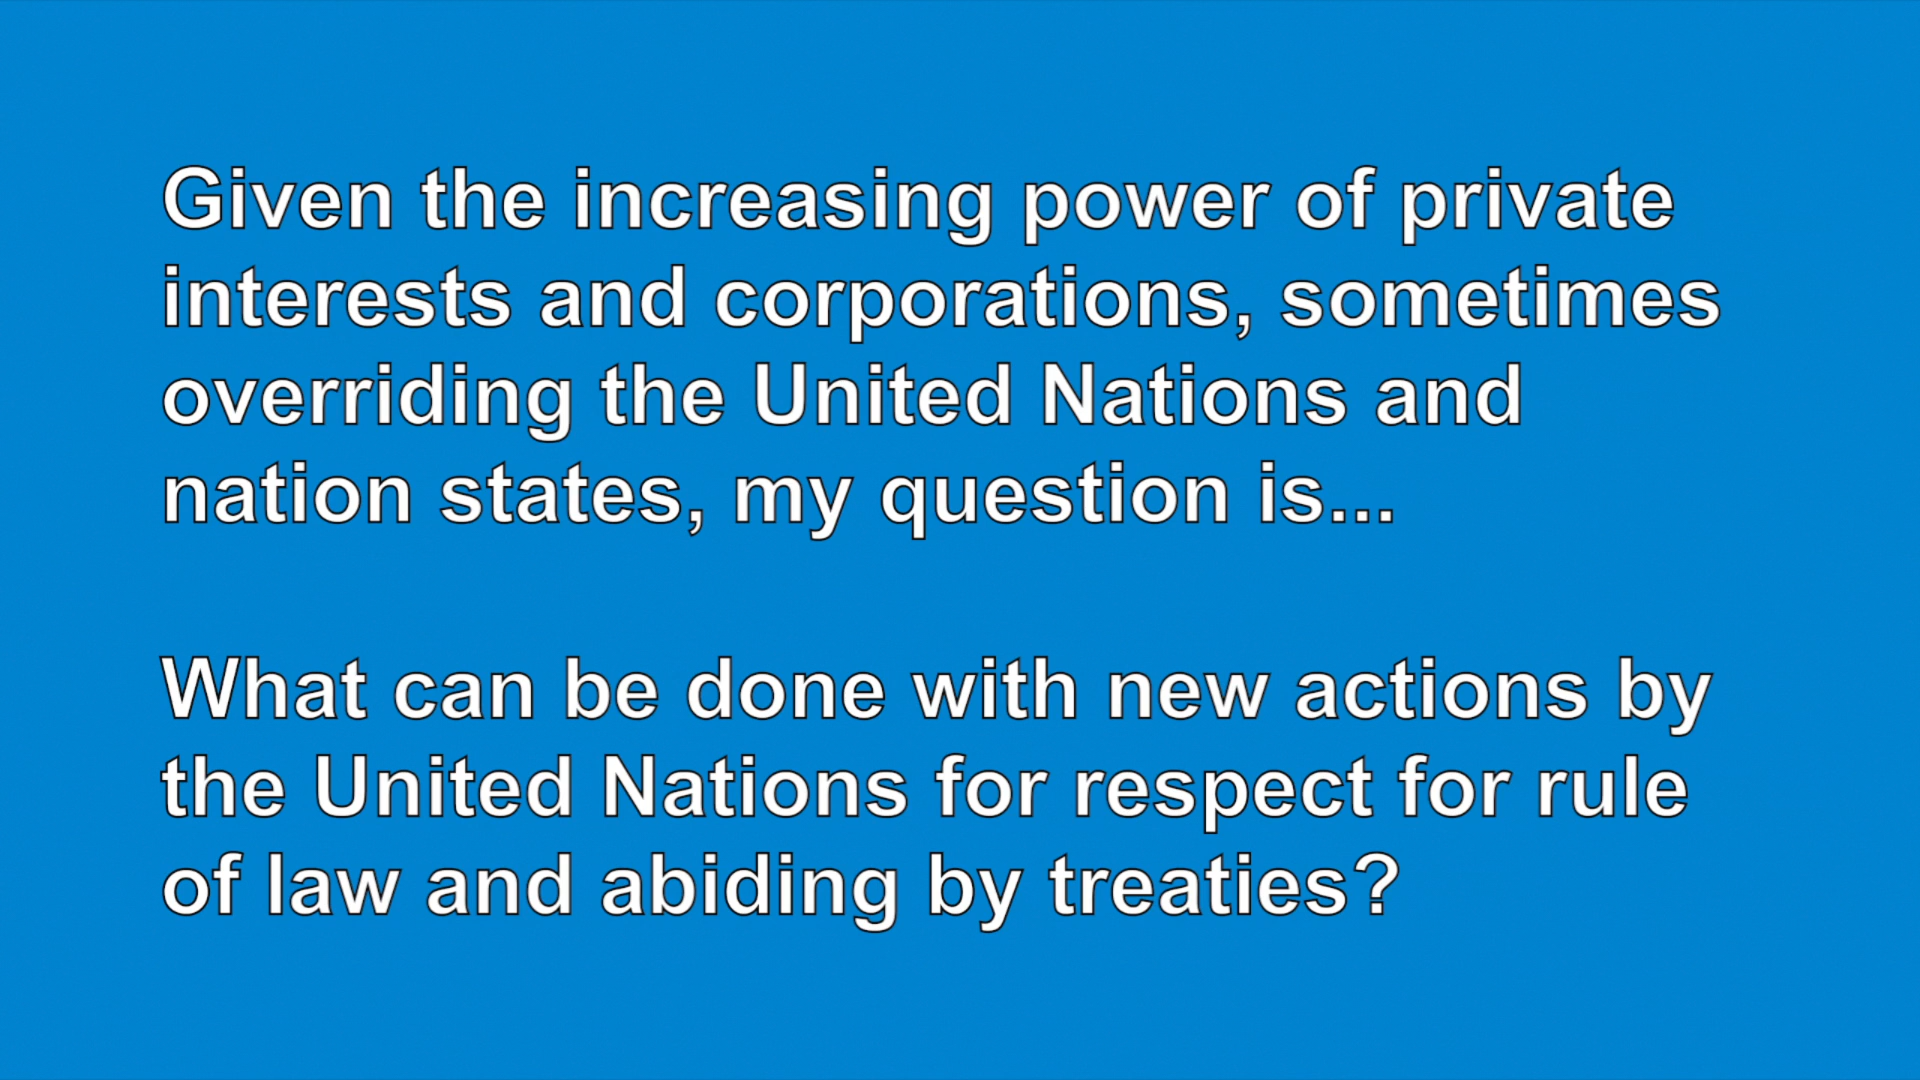 Given the increasing power of private
interests and corporations, sometimes
overriding the United Nations and
nation states, my question is...
What can be done with new actions by
the United Nations for respect for rule
of law and abiding by treaties?